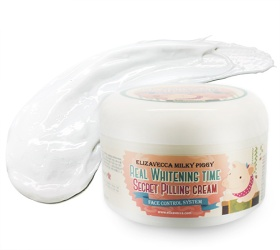 ELIZAVECCA MILKY PIGGY
REAL WHITENING TIME
SECRET PILLING CREAM
FACE CONTROL SYSTEM